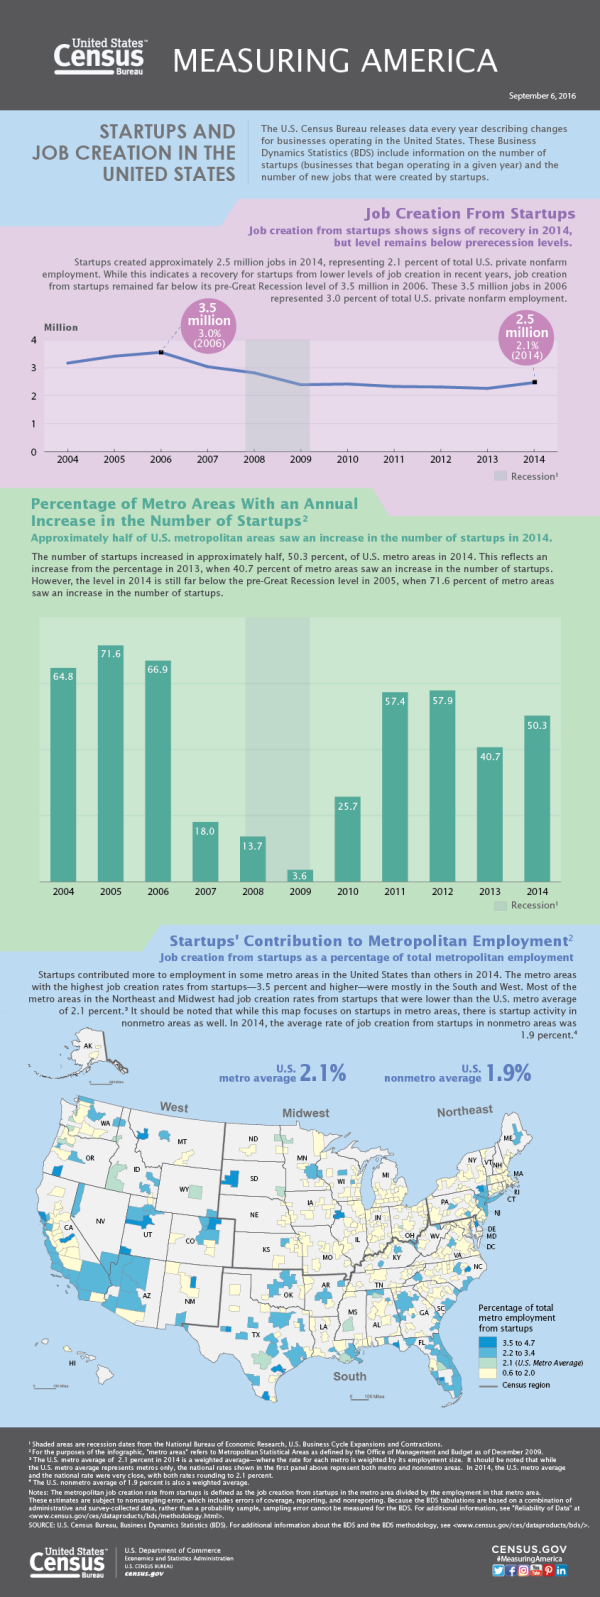 United States™
Census
Bureau
MEASURING AMERICA
September 6, 2016
STARTUPS AND
JOB CREATION IN THE
UNITED STATES
The U.S. Census Bureau releases data every year describing changes
for businesses operating in the United States. These Business
Dynamics Statistics (BDS) include information on the number of
startups (businesses that began operating in a given year) and the
number of new jobs that were created by startups.
Job Creation From Startups
Job creation from startups shows signs of recovery in 2014,
but level remains below prerecession levels.
Startups created approximately 2.5 million jobs in 2014, representing 2.1 percent of total U.S. private nonfarm
employment. While this indicates a recovery for startups from lower levels of job creation in recent years, job creation
from startups remained far below its pre-Great Recession level of 3.5 million in 2006. These 3.5 million jobs in 2006
represented 3.0 percent of total U.S. private nonfarm employment.
3.5
million
3.0%
(2006)
2.5
million
2.1%
(2014)
Million
4
3
2
1
0
2004 2005 2006 2007 2008 2009 2010 2011 2012 2013 2014
Recession¹
Percentage of Metro Areas With an Annual
Increase in the Number of Startups²
Approximately half of U.S. metropolitan areas saw an increase in the number of startups in 2014.
The number of startups increased in approximately half, 50.3 percent, of U.S. metro areas in 2014. This reflects an
increase from the percentage in 2013, when 40.7 percent of metro areas saw an increase in the number of startups.
However, the level in 2014 is still far below the pre-Great Recession level in 2005, when 71.6 percent of metro areas
saw an increase in the number of startups.
64.8 71.6 66.9 18.0 13.7 3.6 25.7 57.4 57.9 40.7 50.3
2004 2005 2006 2007 2008 2009 2010 2011 2012 2013 2014
Recession¹
Startups' Contribution to Metropolitan Employment²
Job creation from startups as a percentage of total metropolitan employment
Startups contributed more to employment in some metro areas in the United States than others in 2014. The metro areas
with the highest job creation rates from startups—3.5 percent and higher—were mostly in the South and West. Most of the
metro areas in the Northeast and Midwest had job creation rates from startups that were lower than the U.S. metro average
of 2.1 percent.³ It should be noted that while this map focuses on startups in metro areas, there is startup activity in
nonmetro areas as well. In 2014, the average rate of job creation from startups in nonmetro areas was
1.9 percent.⁴
AK
U.S.
metro average 2.1%
U.S.
nonmetro average 1.9%
West
Midwest
Northeast
WA
MT
ND
MN
ME
OR
ID
WY
SD
WI
MI
NY
VT
NH
MA
RI
CT
NV
UT
CO
NE
IA
IL
IN
OH
PA
NJ
DE
MD
DC
CA
AZ
NM
KS
MO
KY
WV
VA
NC
OK
AR
TN
SC
TX
LA
MS
AL
GA
FL
HI
South
Percentage of total
metro employment
from startups
3.5 to 4.7
2.2 to 3.4
2.1 (U.S. Metro Average)
0.6 to 2.0
Census region
¹ Shaded areas are recession dates from the National Bureau of Economic Research, U.S. Business Cycle Expansions and Contractions.
² For the purposes of the infographic, "metro areas" refers to Metropolitan Statistical Areas as defined by the Office of Management and Budget as of December 2009.
³ The U.S. metro average of 2.1 percent in 2014 is a weighted average—where the rate for each metro is weighted by its employment size. It should be noted that while
the U.S. metro average represents metros only, the national rates shown in the first panel above represent both metro and nonmetro areas. In 2014, the U.S. metro average
and the national rate were very close, with both rates rounding to 2.1 percent.
⁴ The U.S. nonmetro average of 1.9 percent is also a weighted average.
Notes: The metropolitan job creation rate from startups is defined as the job creation from startups in the metro area divided by the employment in that metro area.
These estimates are subject to nonsampling error, which includes errors of coverage, reporting, and nonreporting. Because the BDS tabulations are based on a combination of
administrative and survey-collected data, rather than a probability sample, sampling error cannot be measured for the BDS. For additional information, see "Reliability of Data" at
<www.census.gov/ces/dataproducts/bds/methodology.html>.
SOURCE: U.S. Census Bureau, Business Dynamics Statistics (BDS). For additional information about the BDS and the BDS methodology, see <www.census.gov/ces/dataproducts/bds/>.
United States™
Census
Bureau
U.S. Department of Commerce
Economics and Statistics Administration
U.S. CENSUS BUREAU
census.gov
CENSUS.GOV
#MeasuringAmerica